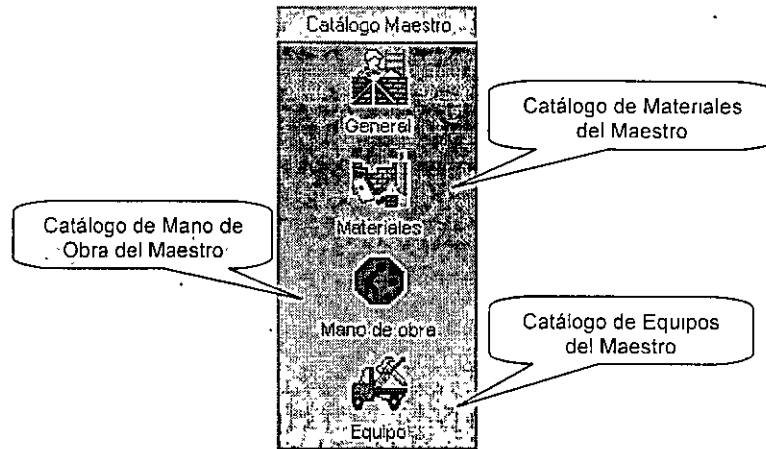 Catálogo Maestro
General
Catálogo de Materiales
del Maestro
Materiales
Catálogo de Mano de
Obra del Maestro
Mano de obra
Catálogo de Equipos
del Maestro
Equipo